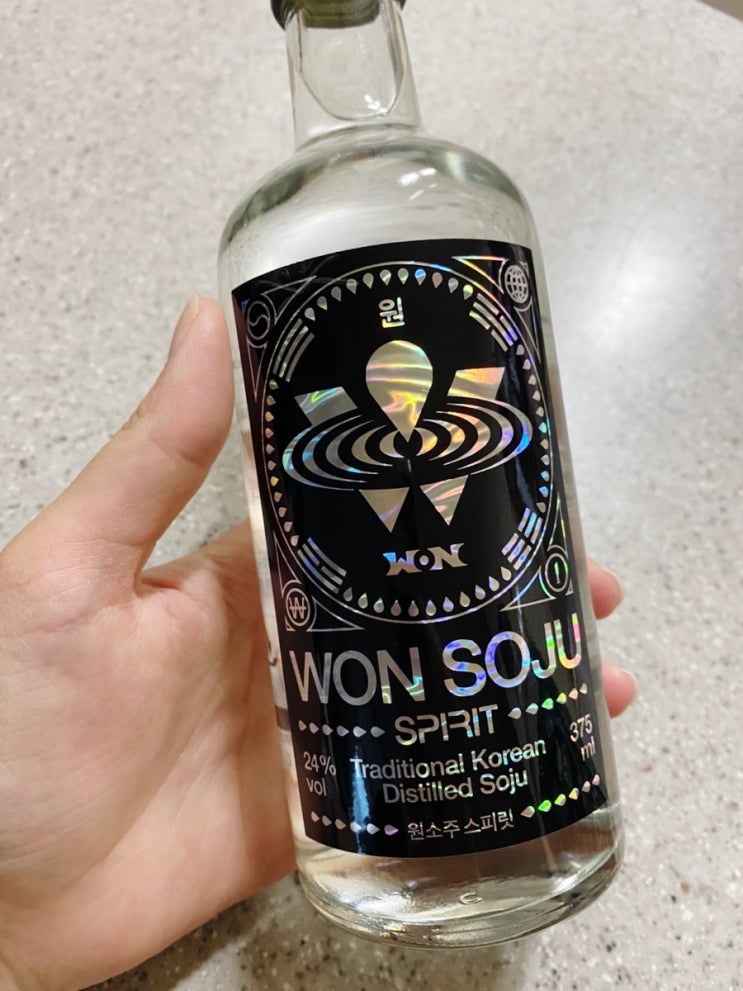 원
WON
WON SOJU
SPIRIT
24%
vol
Traditional Korean
Distilled Soju
375
ml
원소주 스피릿